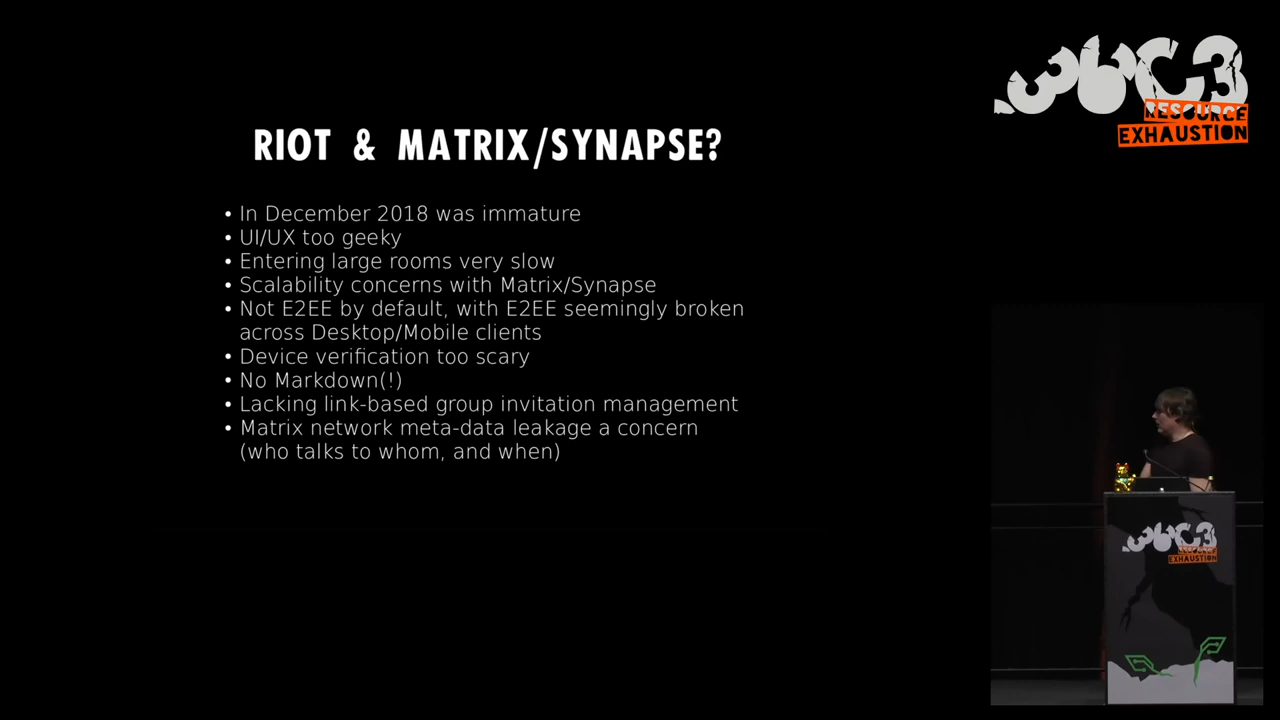 36C3
RESOURCE
EXHAUSTION
RIOT & MATRIX/SYNAPSE?
• In December 2018 was immature
• UI/UX too geeky
• Entering large rooms very slow
• Scalability concerns with Matrix/Synapse
• Not E2EE by default, with E2EE seemingly broken
across Desktop/Mobile clients
• Device verification too scary
• No Markdown(!)
• Lacking link-based group invitation management
• Matrix network meta-data leakage a concern
(who talks to whom, and when)
36C3
RESOURCE
EXHAUSTION